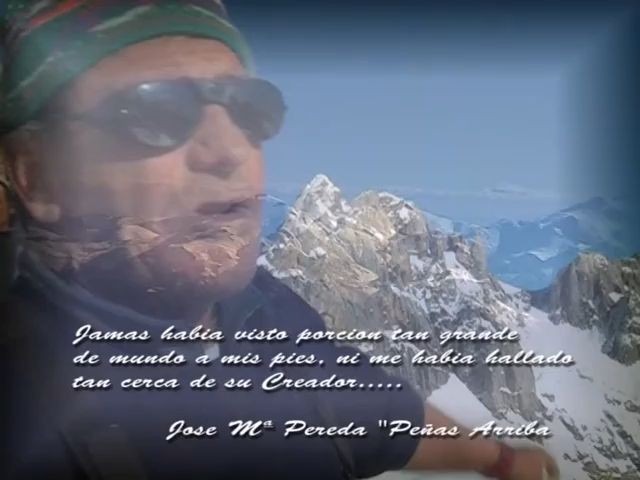 Jamas habia visto porcion tan grande
de mundo a mis pies, ni me habia hallado
tan cerca de su Creador.....
Jose Mª Pereda "Peñas Arriba